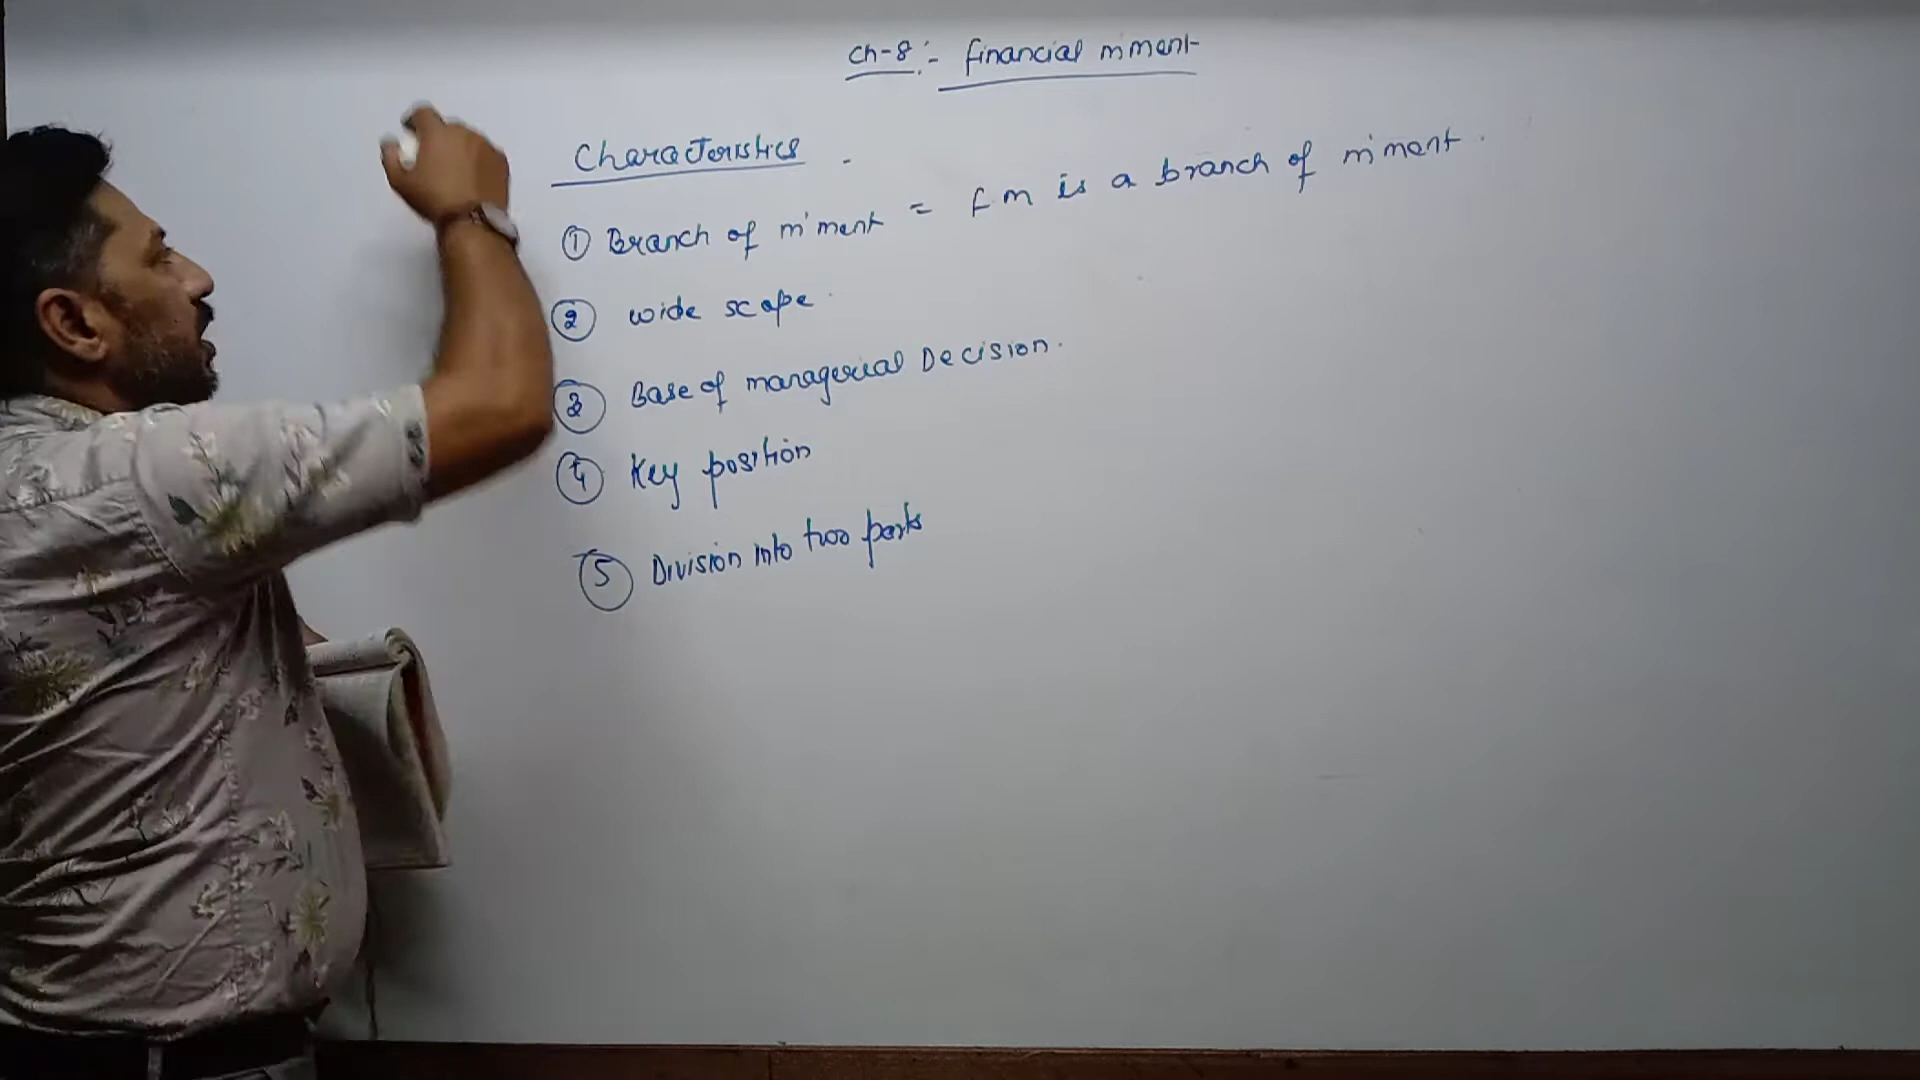 Ch-8:- financial m'ment
Characteristics.
① Branch of m'ment = F.M is a branch of m'ment.
② wide scope.
③ Base of managerial Decision.
④ Key position
⑤ Division into two parts